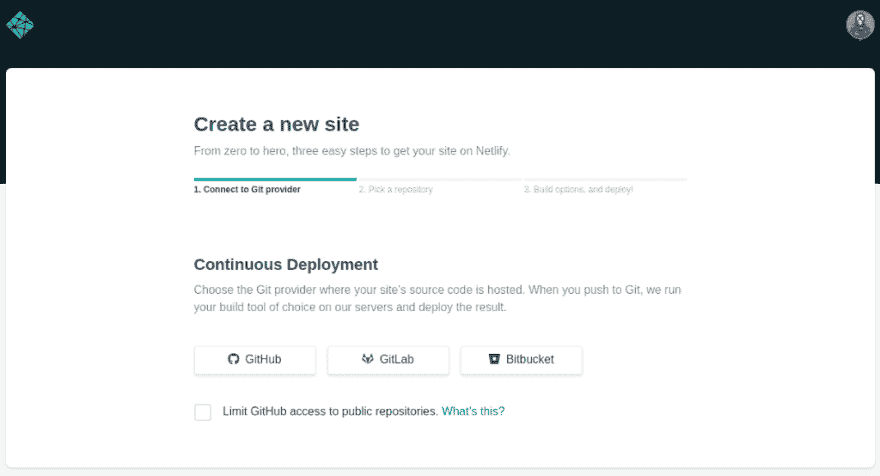 Create a new site
From zero to hero, three easy steps to get your site on Netlify.
1. Connect to Git provider
2. Pick a repository
3. Build options, and deploy!
Continuous Deployment
Choose the Git provider where your site's source code is hosted. When you push to Git, we run
your build tool of choice on our servers and deploy the result.
GitHub
GitLab
Bitbucket
Limit GitHub access to public repositories. What's this?